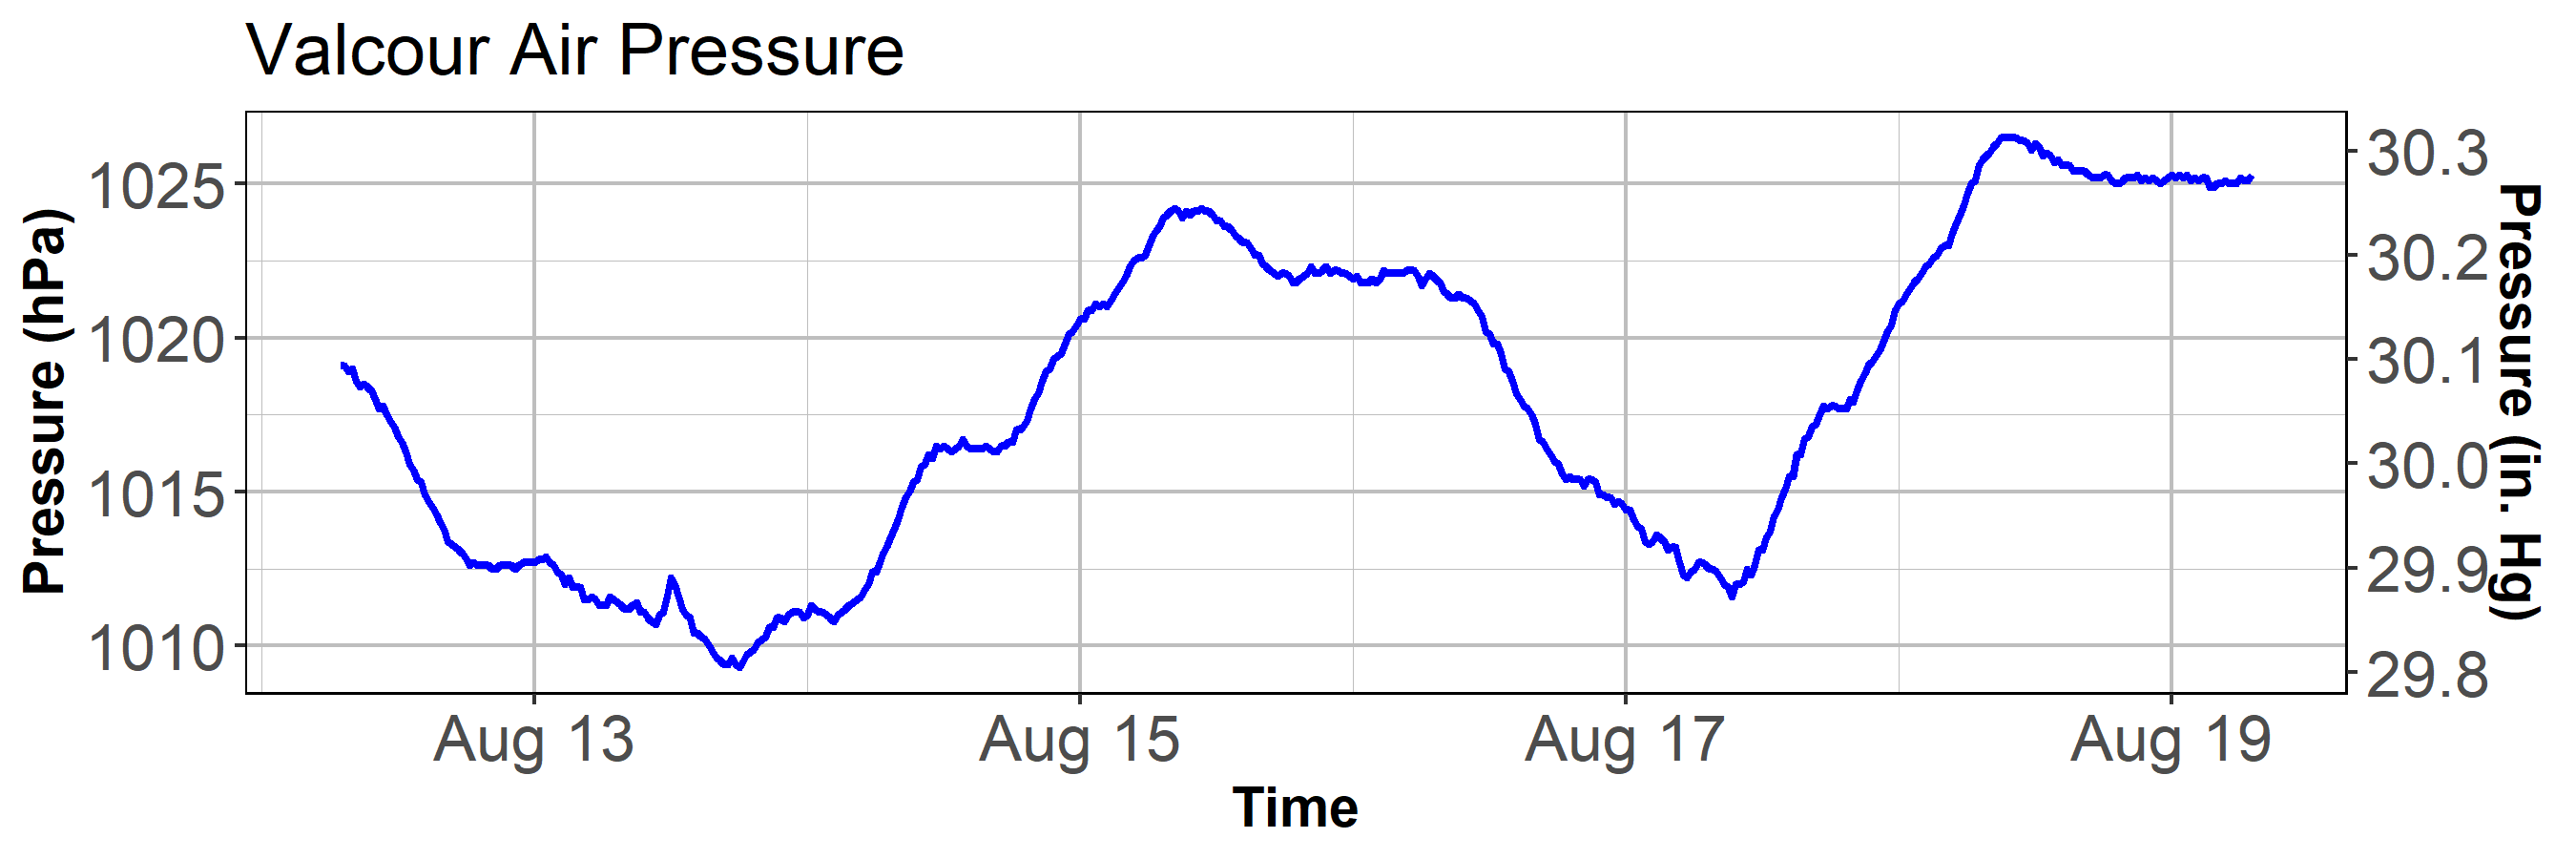 Valcour Air Pressure
Pressure (hPa)
1025
1020
1015
1010
30.3
30.2
30.1
30.0
29.9
29.8
Pressure (in. Hg)
Aug 13
Aug 15
Aug 17
Aug 19
Time